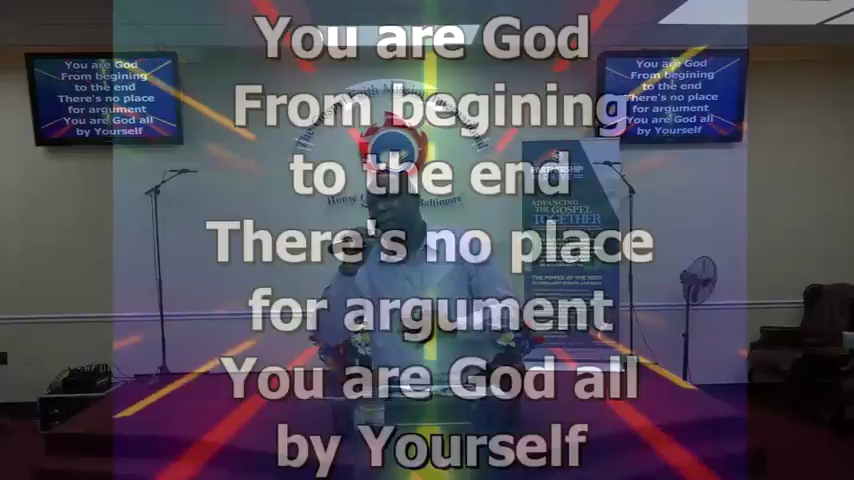 You are God
From begining
to the end
There's no place
for argument
You are God all
by Yourself
You are God
From begining
to the end
There's no place
for argument
You are God all
by Yourself
You are God
From begining
to the end
There's no place
for argument
You are God all
by Yourself
House
Baltimore
PARTNERSHIP
ADVANCING
THE GOSPEL
TOGETHER